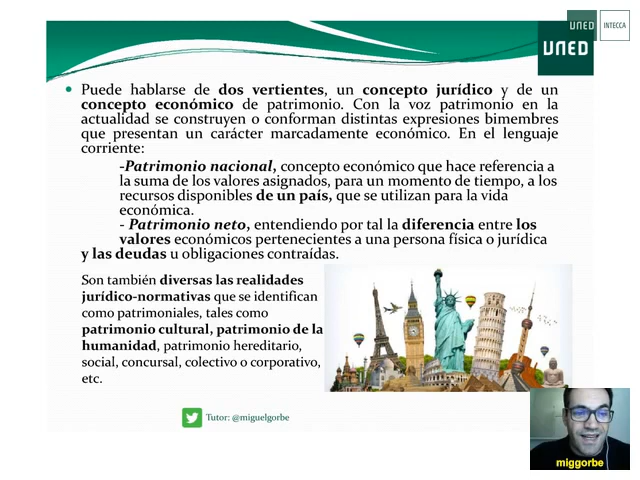 UNED
INTECCA
UNED
• Puede hablarse de dos vertientes, un concepto jurídico y de un
concepto económico de patrimonio. Con la voz patrimonio en la
actualidad se construyen o conforman distintas expresiones bimembres
que presentan un carácter marcadamente económico. En el lenguaje
corriente:
-Patrimonio nacional, concepto económico que hace referencia a
la suma de los valores asignados, para un momento de tiempo, a los
recursos disponibles de un país, que se utilizan para la vida
económica.
- Patrimonio neto, entendiendo por tal la diferencia entre los
valores económicos pertenecientes a una persona física o jurídica
y las deudas u obligaciones contraídas.
Son también diversas las realidades
jurídico-normativas que se identifican
como patrimoniales, tales como
patrimonio cultural, patrimonio de la
humanidad, patrimonio hereditario,
social, concursal, colectivo o corporativo,
etc.
Tutor: @miguelgorbe
miggorbe